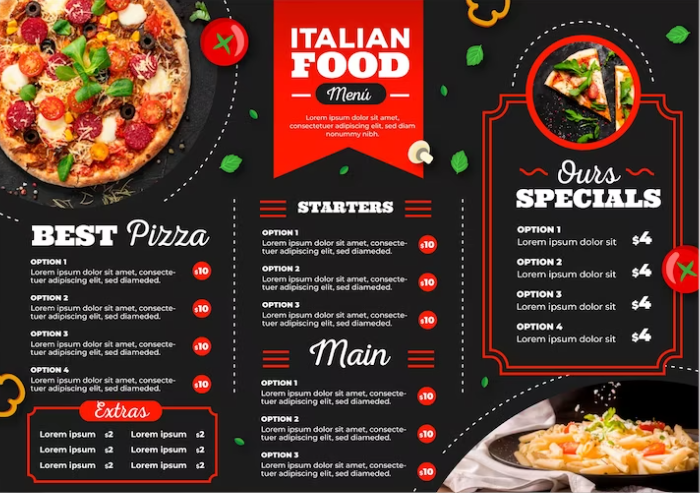 ITALIAN
FOOD
Menú
Lorem ipsum dolor sit amet,
consectetuer adipiscing elit, sed diam
nonummy nibh.
BEST Pizza
OPTION 1
Lorem ipsum dolor sit amet, consecte-
tuer adipiscing elit, sed diameded.
$10
OPTION 2
Lorem ipsum dolor sit amet, consecte-
tuer adipiscing elit, sed diameded.
$10
OPTION 3
Lorem ipsum dolor sit amet, consecte-
tuer adipiscing elit, sed diameded.
$10
OPTION 4
Lorem ipsum dolor sit amet, consecte-
tuer adipiscing elit, sed diameded.
$10
Extras
Lorem ipsum $2 Lorem ipsum $2
Lorem ipsum $2 Lorem ipsum $2
Lorem ipsum $2 Lorem ipsum $2
STARTERS
OPTION 1
Lorem ipsum dolor sit amet, consecte-
tuer adipiscing elit, sed diameded.
$10
OPTION 2
Lorem ipsum dolor sit amet, consecte-
tuer adipiscing elit, sed diameded.
$10
OPTION 3
Lorem ipsum dolor sit amet, consecte-
tuer adipiscing elit, sed diameded.
$10
Main
OPTION 1
Lorem ipsum dolor sit amet, consecte-
tuer adipiscing elit, sed diameded.
$10
OPTION 2
Lorem ipsum dolor sit amet, consecte-
tuer adipiscing elit, sed diameded.
$10
OPTION 3
Lorem ipsum dolor sit amet, consecte-
tuer adipiscing elit, sed diameded.
$10
Ours
SPECIALS
OPTION 1
Lorem ipsum dolor sit $4
OPTION 2
Lorem ipsum dolor sit $4
OPTION 3
Lorem ipsum dolor sit $4
OPTION 4
Lorem ipsum dolor sit $4